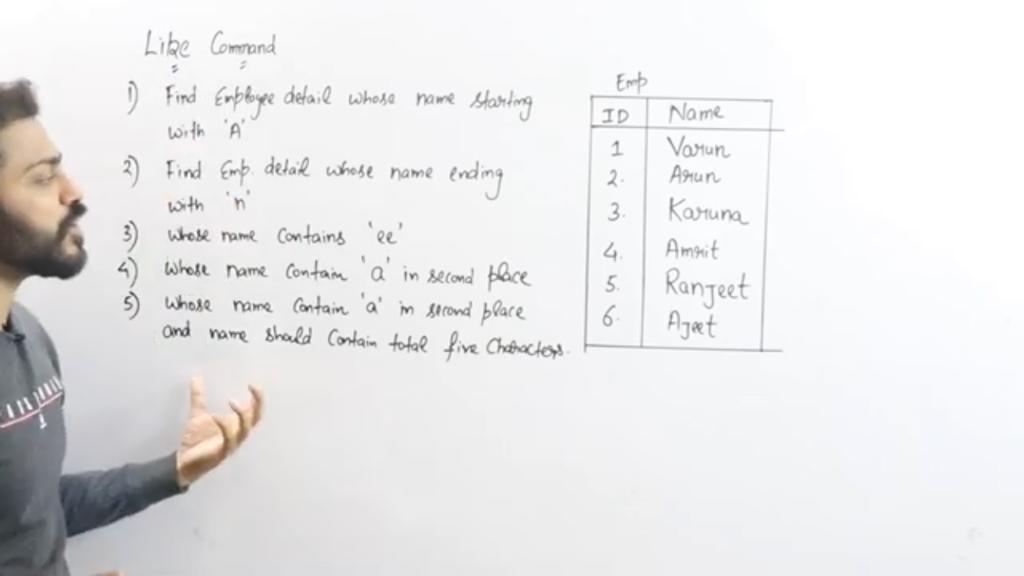 Like Command
1) Find Employee detail whose name starting
with 'A'
2) Find Emp. detail whose name ending
with 'n'
3) Whose name Contains 'ee'
4) Whose name Contain 'a' in second place
5) Whose name Contain 'a' in second place
and name should Contain total five Characters.
Emp
ID Name
1 Varun
2. Arun
3. Karuna
4. Amrit
5. Ranjeet
6. Ajeet